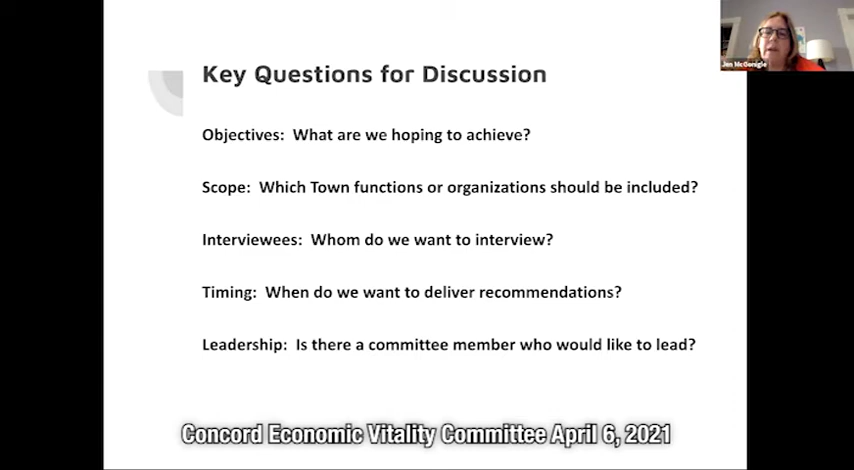 Key Questions for Discussion
Jen McGonigle
Objectives: What are we hoping to achieve?
Scope: Which Town functions or organizations should be included?
Interviewees: Whom do we want to interview?
Timing: When do we want to deliver recommendations?
Leadership: Is there a committee member who would like to lead?
Concord Economic Vitality Committee April 6, 2021